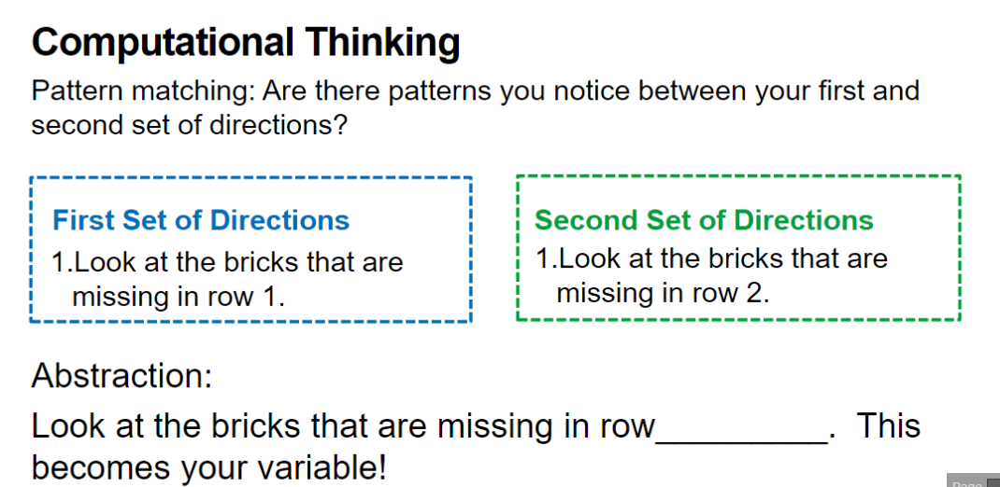 Computational Thinking
Pattern matching: Are there patterns you notice between your first and
second set of directions?
First Set of Directions
1.Look at the bricks that are
missing in row 1.
Second Set of Directions
1.Look at the bricks that are
missing in row 2.
Abstraction:
Look at the bricks that are missing in row_________. This
becomes your variable!
Page